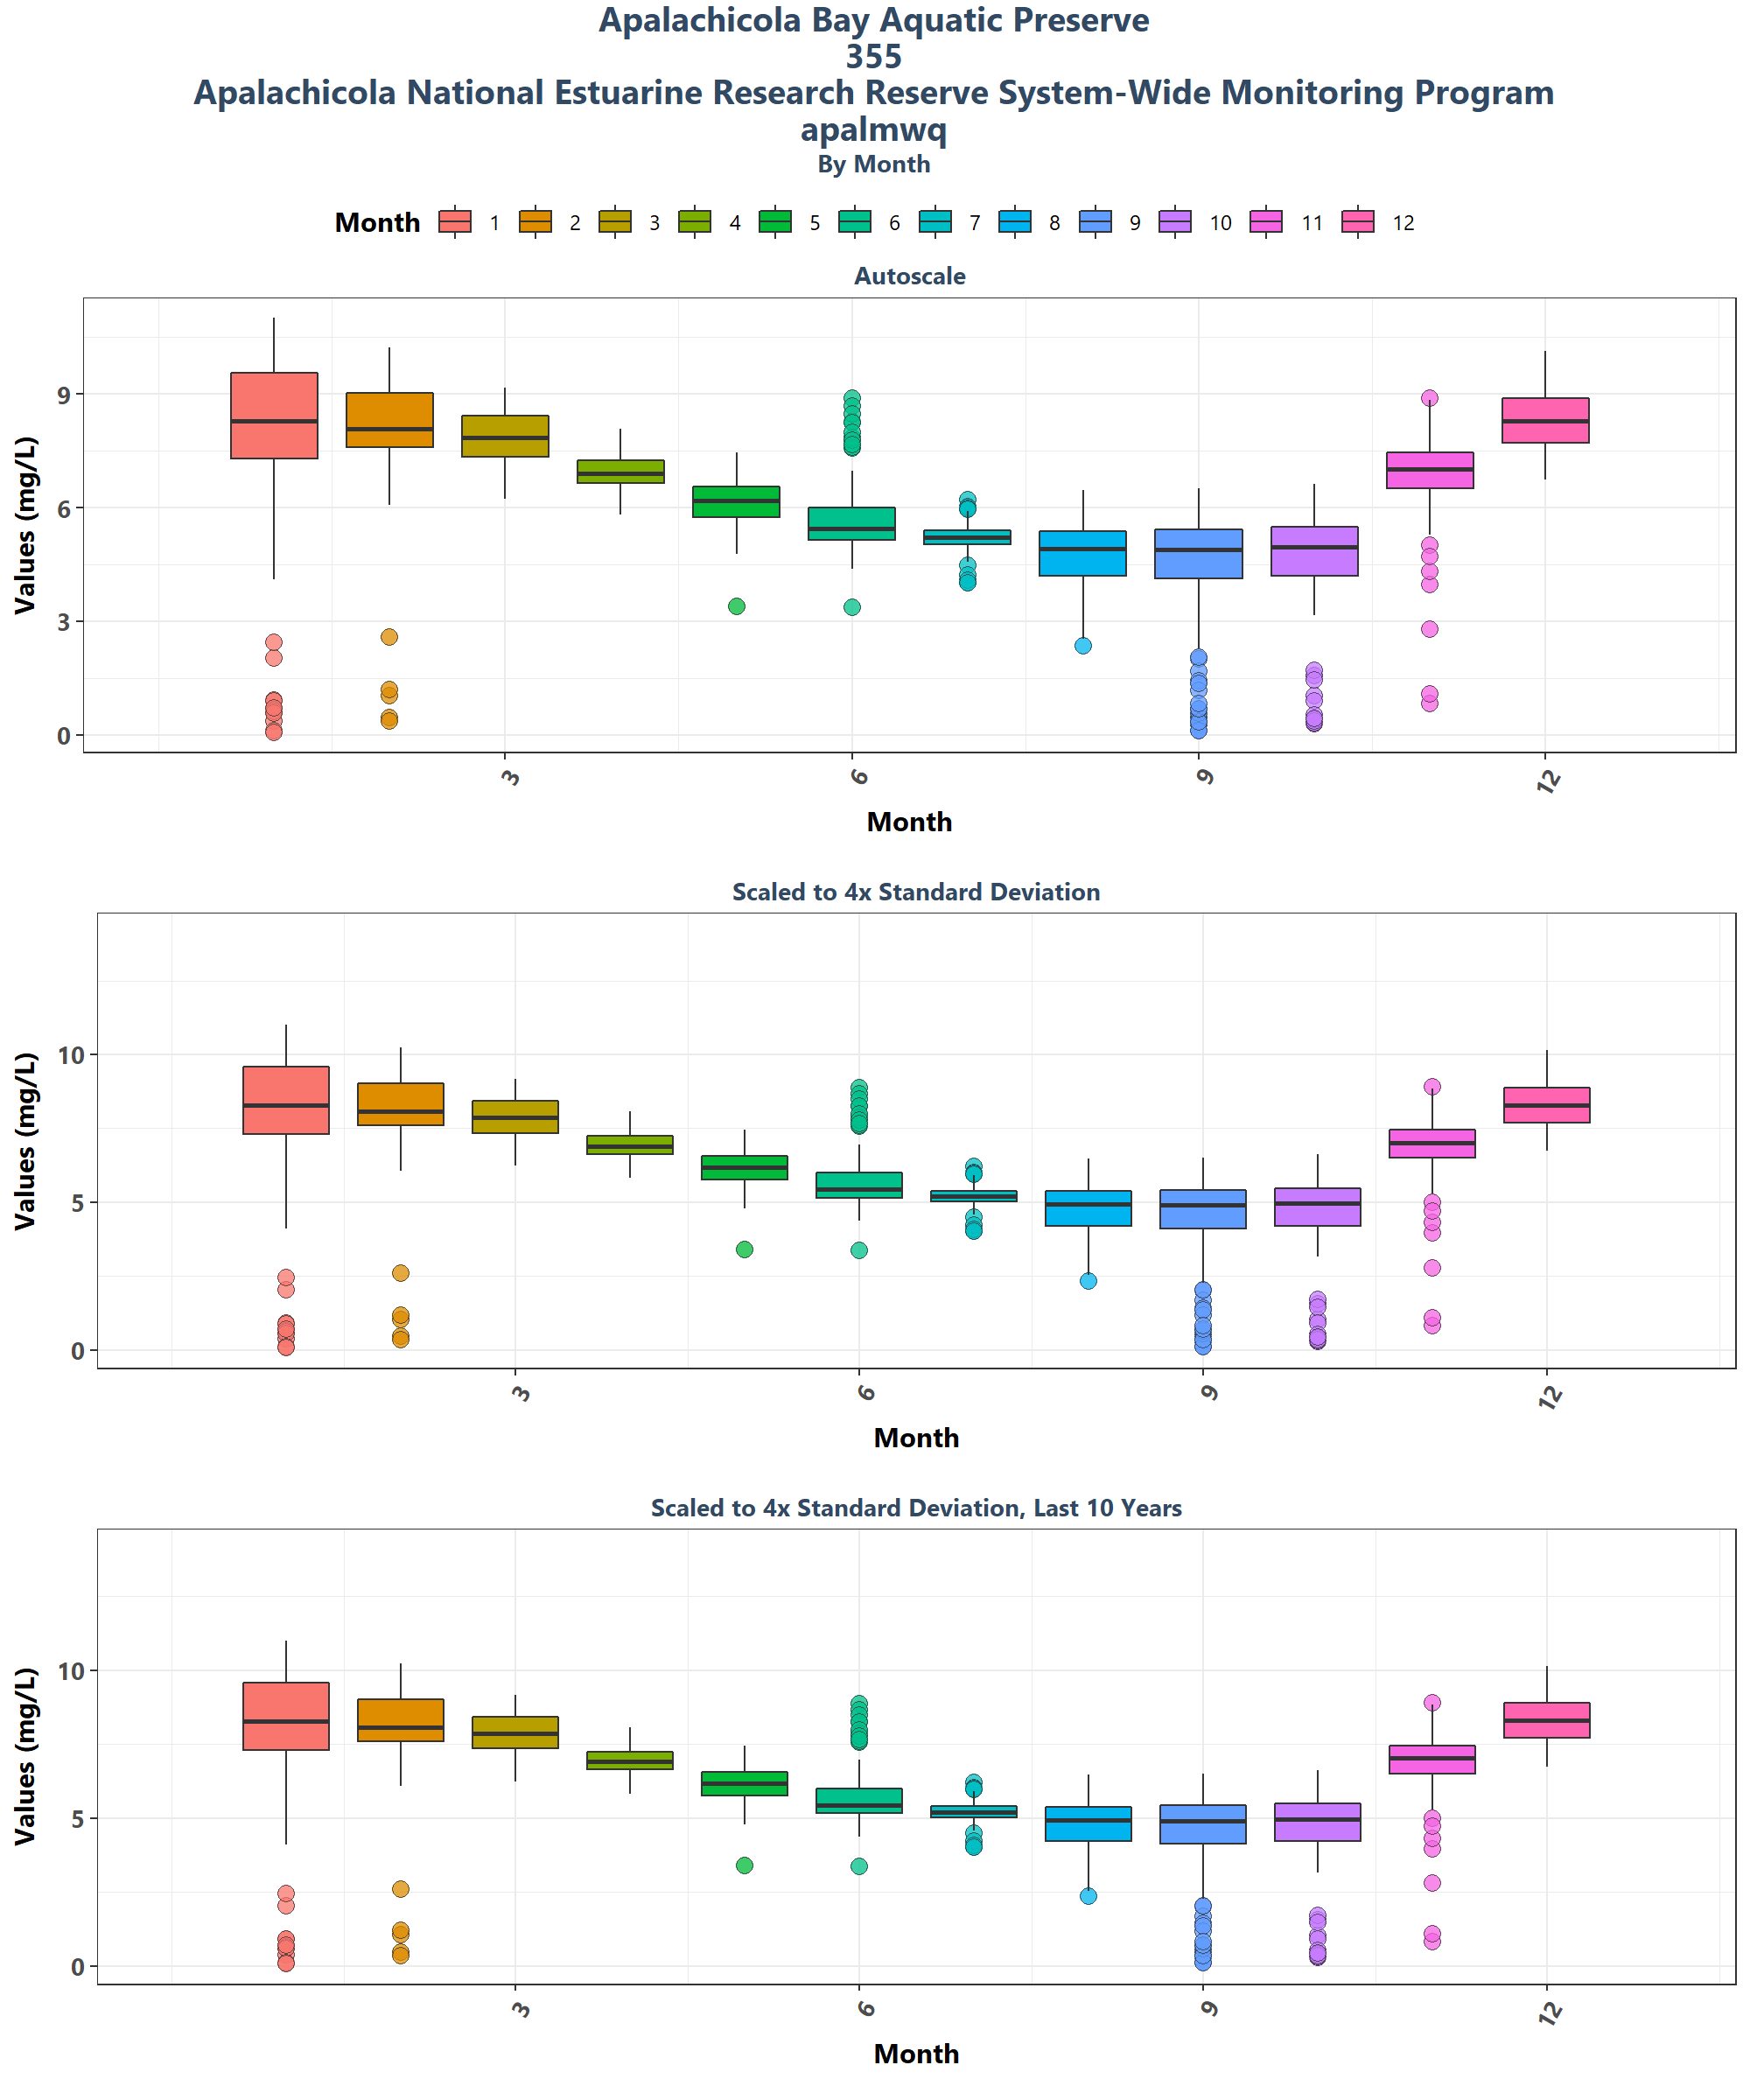 Apalachicola Bay Aquatic Preserve
355
Apalachicola National Estuarine Research Reserve System-Wide Monitoring Program
apalmwq
By Month
Month 1 2 3 4 5 6 7 8 9 10 11 12
Autoscale
Values (mg/L)
9
6
3
0
3 6 9 12
Month
Scaled to 4x Standard Deviation
Values (mg/L)
10
5
0
3 6 9 12
Month
Scaled to 4x Standard Deviation, Last 10 Years
Values (mg/L)
10
5
0
3 6 9 12
Month